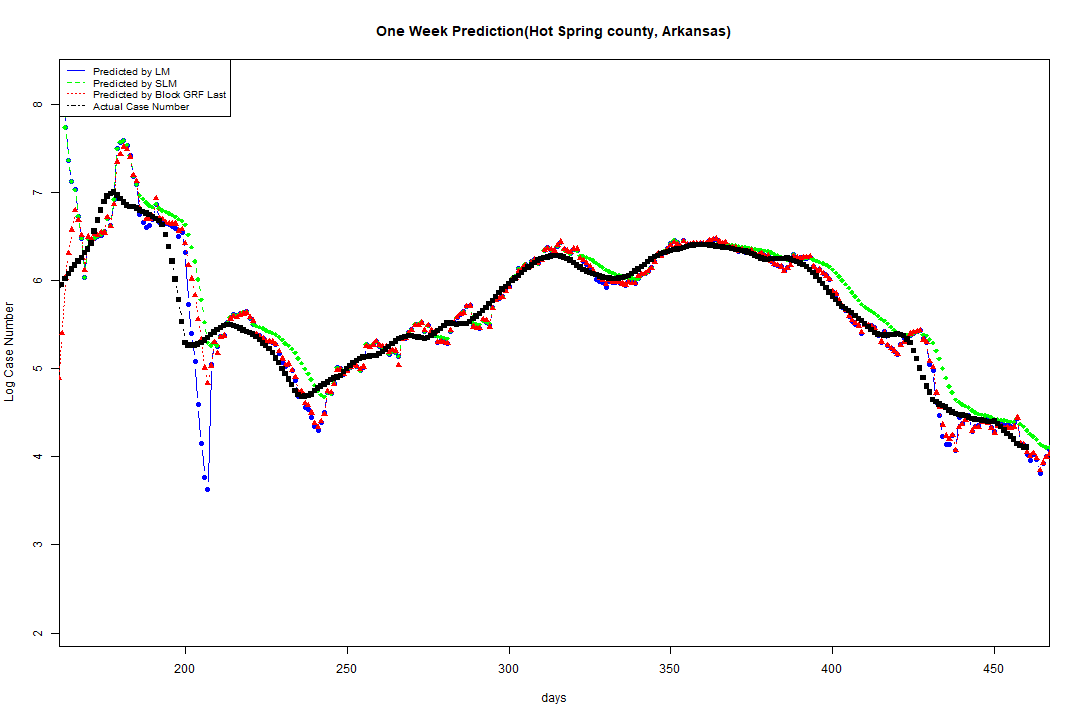 One Week Prediction(Hot Spring county, Arkansas)
Predicted by LM
Predicted by SLM
Predicted by Block GRF Last
Actual Case Number
8
7
6
5
4
3
2
Log Case Number
200 250 300 350 400 450
days